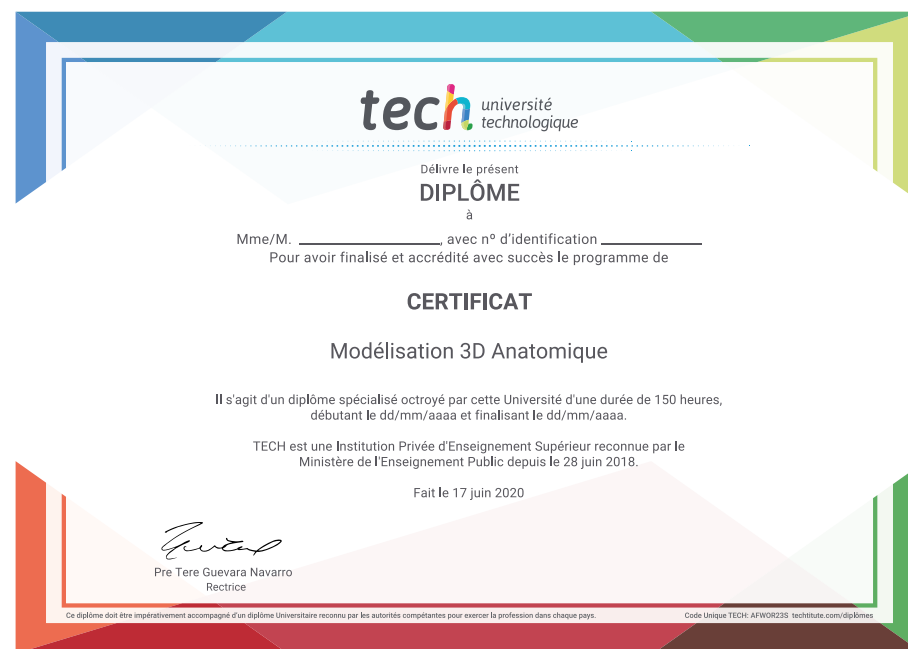 tech université
technologique
Délivre le présent
DIPLÔME
à
Mme/M. ____________________, avec nº d'identification ______________
Pour avoir finalisé et accrédité avec succès le programme de
CERTIFICAT
Modélisation 3D Anatomique
Il s'agit d'un diplôme spécialisé octroyé par cette Université d'une durée de 150 heures,
débutant le dd/mm/aaaa et finalisant le dd/mm/aaaa.
TECH est une Institution Privée d'Enseignement Supérieur reconnue par le
Ministère de l'Enseignement Public depuis le 28 juin 2018.
Fait le 17 juin 2020
Pre Tere Guevara Navarro
Rectrice
Ce diplôme doit être impérativement accompagné d'un diplôme Universitaire reconnu par les autorités compétantes pour exercer la profession dans chaque pays. Code Unique TECH: AFWOR23S techtitute.com/diplômes